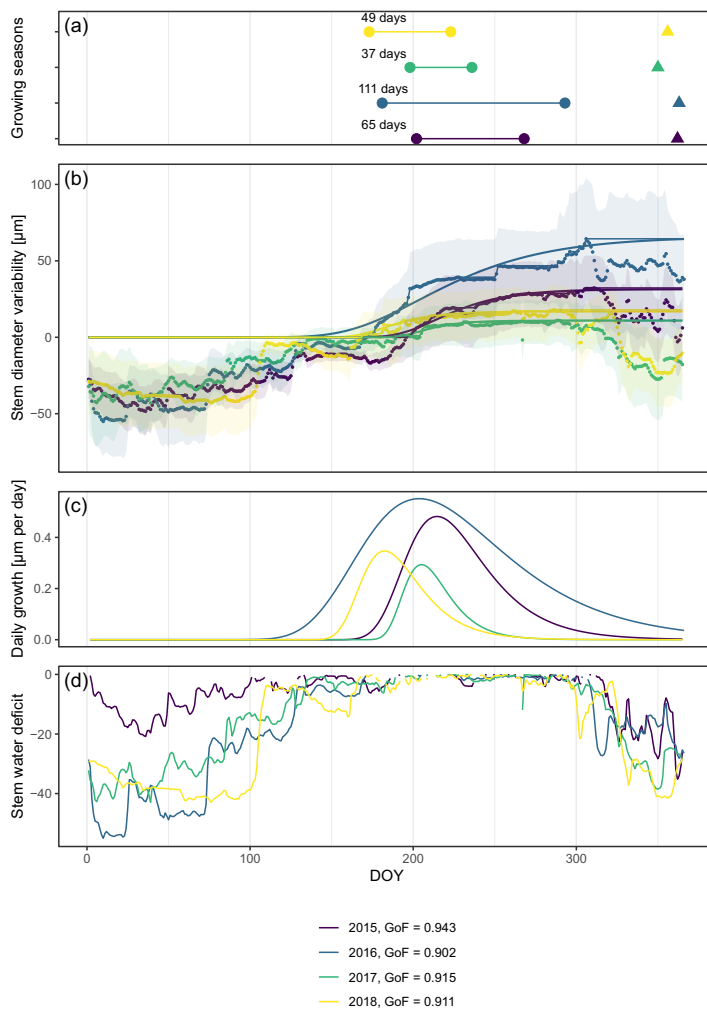 (a)
Growing seasons
49 days
37 days
111 days
65 days
(b)
Stem diameter variability [µm]
100
50
0
−50
(c)
Daily growth [µm per day]
0.4
0.2
0.0
(d)
Stem water deficit
0
−20
−40
0 100 200 300
DOY
2015, GoF = 0.943
2016, GoF = 0.902
2017, GoF = 0.915
2018, GoF = 0.911